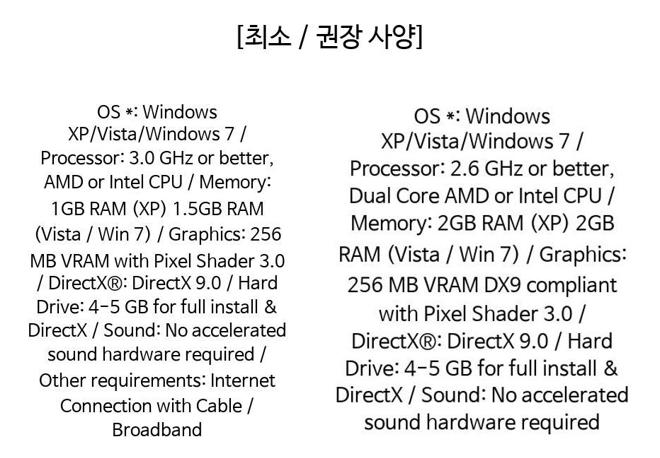 [최소 / 권장 사양]
OS *: Windows
XP/Vista/Windows 7 /
Processor: 3.0 GHz or better,
AMD or Intel CPU / Memory:
1GB RAM (XP) 1.5GB RAM
(Vista / Win 7) / Graphics: 256
MB VRAM with Pixel Shader 3.0
/ DirectX®: DirectX 9.0 / Hard
Drive: 4-5 GB for full install &
DirectX / Sound: No accelerated
sound hardware required /
Other requirements: Internet
Connection with Cable /
Broadband
OS *: Windows
XP/Vista/Windows 7 /
Processor: 2.6 GHz or better,
Dual Core AMD or Intel CPU /
Memory: 2GB RAM (XP) 2GB
RAM (Vista / Win 7) / Graphics:
256 MB VRAM DX9 compliant
with Pixel Shader 3.0 /
DirectX®: DirectX 9.0 / Hard
Drive: 4-5 GB for full install &
DirectX / Sound: No accelerated
sound hardware required